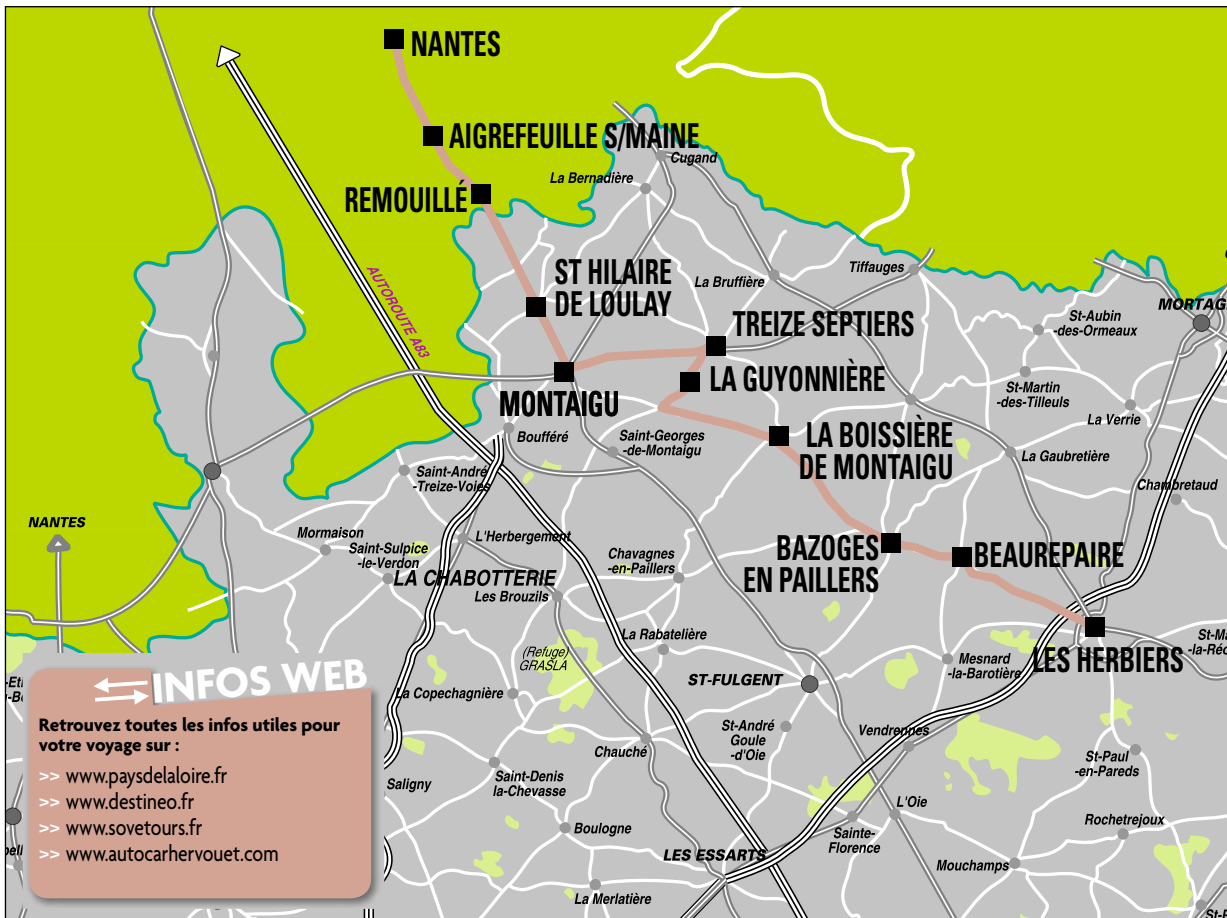 NANTES
AIGREFEUILLE S/MAINE
Cugand
La Bernadière
REMOUILLÉ
AUTOROUTE A83
ST HILAIRE
DE LOULAY
La Bruffière
Tiffauges
MORTAG
TREIZE SEPTIERS
St-Aubin
-des-Ormeaux
LA GUYONNIÈRE
St-Martin
-des-Tilleuls
MONTAIGU
La Verrie
Boufféré
Saint-Georges
-de-Montaigu
LA BOISSIÈRE
DE MONTAIGU
La Gaubretière
Saint-André
-Treize-Voies
Chambretaud
NANTES
Mormaison
L'Herbergement
Saint-Sulpice
-le-Verdon
LA CHABOTTERIE
Les Brouzils
Chavagnes
-en-Paillers
BAZOGES
EN PAILLERS
BEAUREPAIRE
La Rabatelière
(Refuge)
GRASLA
LES HERBIERS
St-Ma
-la-Réo
Mesnard
-la-Barotière
ST-FULGENT
La Copechagnière
St-André
Goule
-d'Oie
Vendrennes
Chauché
St-Paul
-en-Pareds
Saligny
Saint-Denis
la-Chevasse
L'Oie
Boulogne
Sainte-
Florence
Rochetrejoux
LES ESSARTS
Mouchamps
La Merlatière
INFOS WEB
Retrouvez toutes les infos utiles pour
votre voyage sur :
>> www.paysdelaloire.fr
>> www.destineo.fr
>> www.sovetours.fr
>> www.autocarhervouet.com